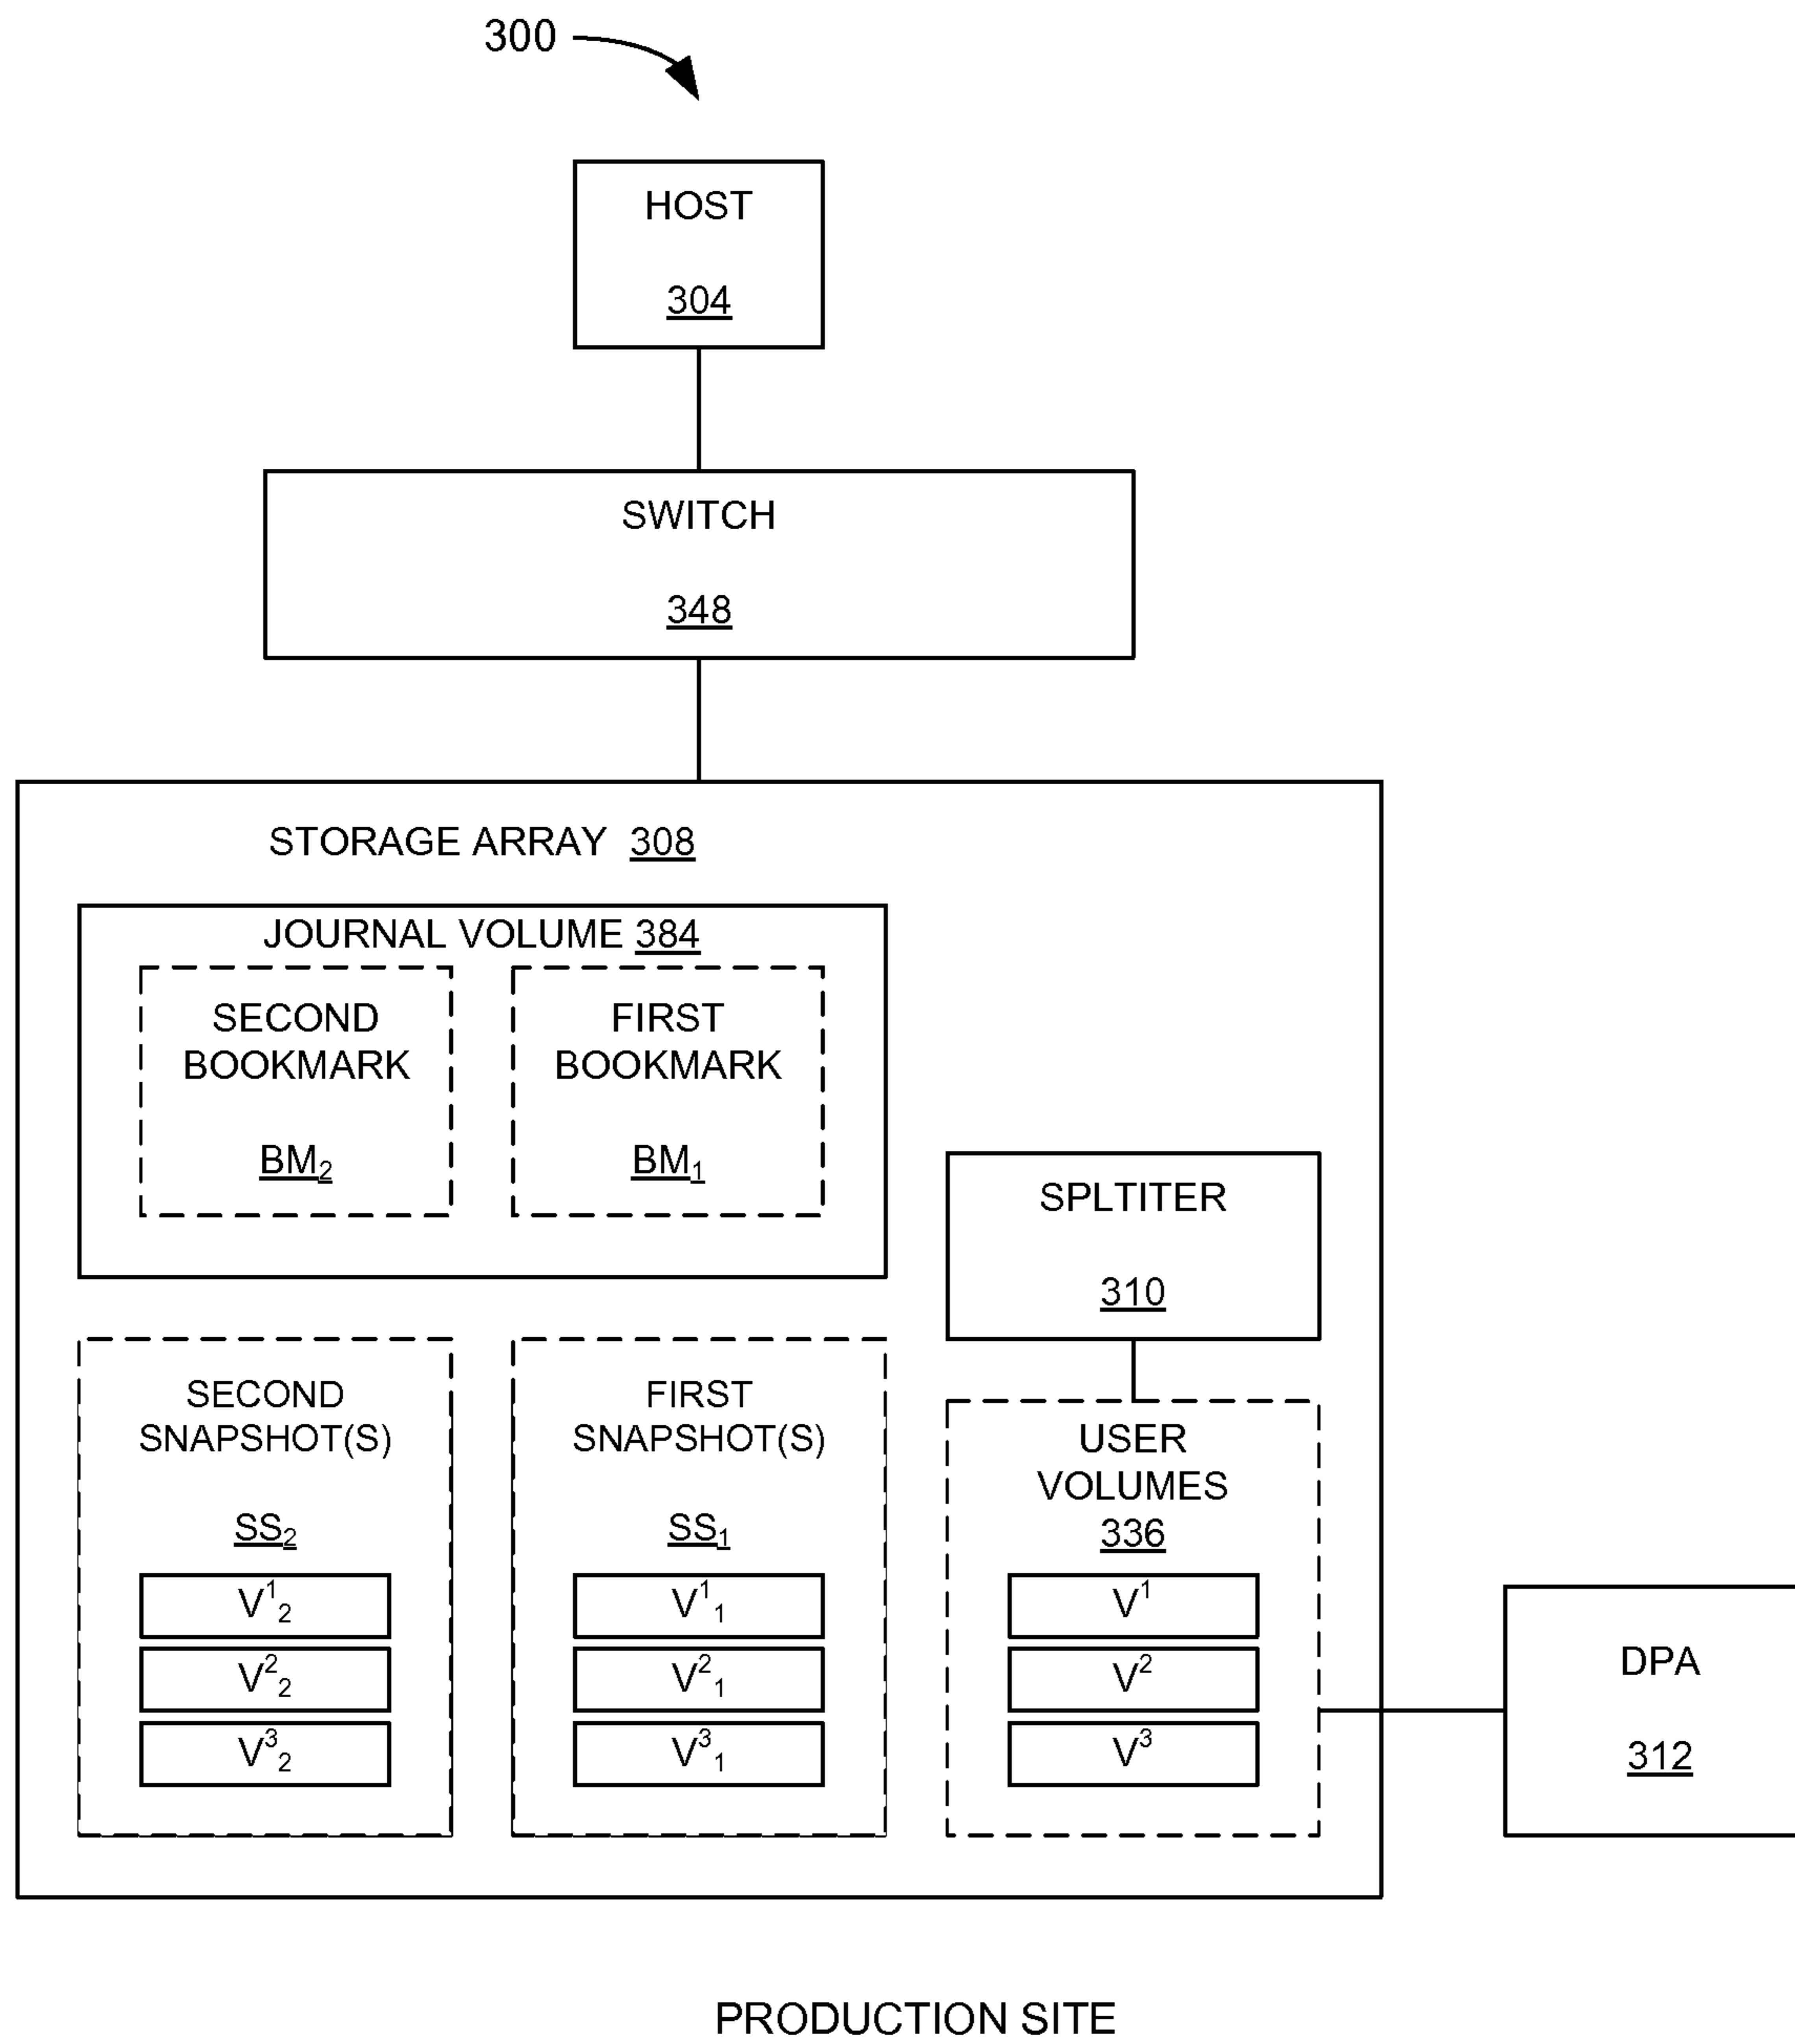 300
HOST
304
SWITCH
348
STORAGE ARRAY 308
JOURNAL VOLUME 384
SECOND
BOOKMARK
BM₂
FIRST
BOOKMARK
BM₁
SPLTITER
310
SECOND
SNAPSHOT(S)
SS₂
V¹₂
V²₂
V³₂
FIRST
SNAPSHOT(S)
SS₁
V¹₁
V²₁
V³₁
USER
VOLUMES
336
V¹
V²
V³
DPA
312
PRODUCTION SITE